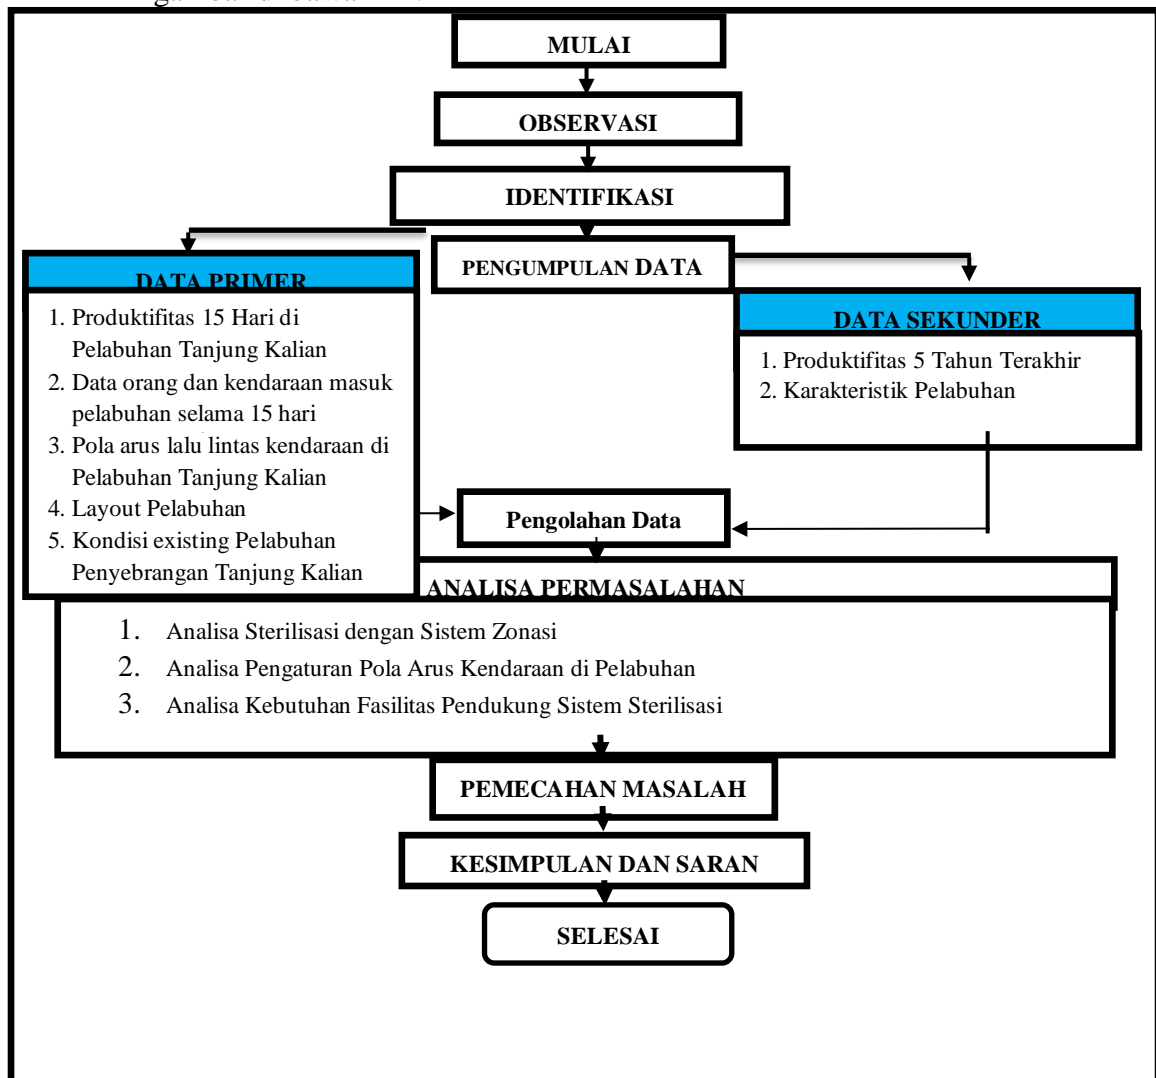 MULAI
OBSERVASI
IDENTIFIKASI
PENGUMPULAN DATA
DATA PRIMER
1. Produktifitas 15 Hari di
Pelabuhan Tanjung Kalian
2. Data orang dan kendaraan masuk
pelabuhan selama 15 hari
3. Pola arus lalu lintas kendaraan di
Pelabuhan Tanjung Kalian
4. Layout Pelabuhan
5. Kondisi existing Pelabuhan
Penyebrangan Tanjung Kalian
DATA SEKUNDER
1. Produktifitas 5 Tahun Terakhir
2. Karakteristik Pelabuhan
Pengolahan Data
ANALISA PERMASALAHAN
1. Analisa Sterilisasi dengan Sistem Zonasi
2. Analisa Pengaturan Pola Arus Kendaraan di Pelabuhan
3. Analisa Kebutuhan Fasilitas Pendukung Sistem Sterilisasi
PEMECAHAN MASALAH
KESIMPULAN DAN SARAN
SELESAI